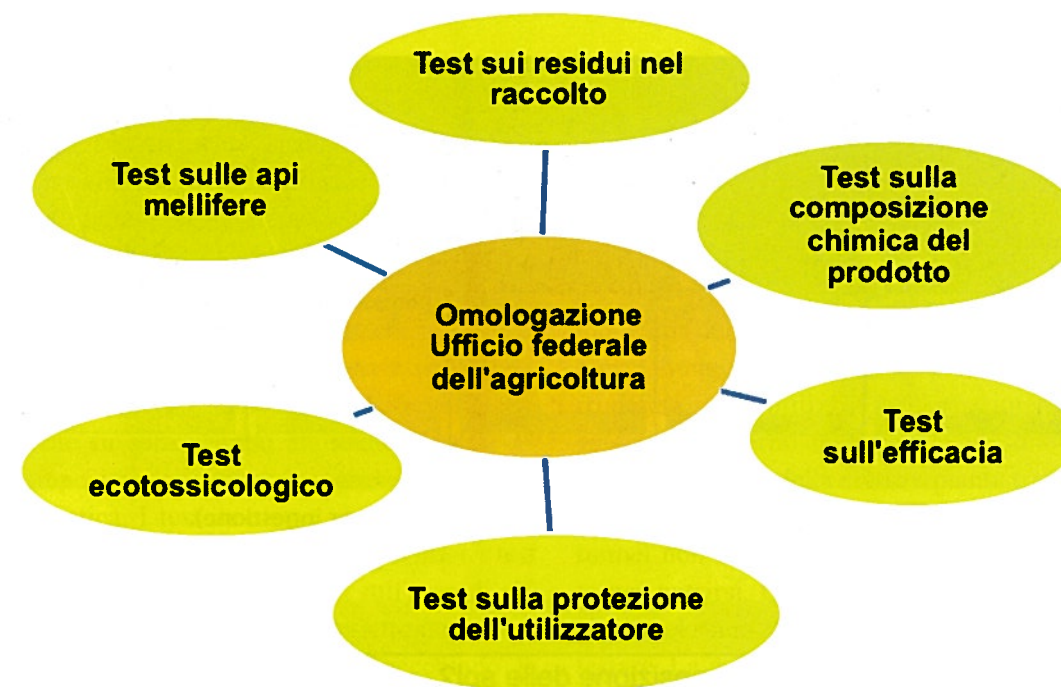 Test sui residui nel
raccolto
Test sulle api
mellifere
Test sulla
composizione
chimica del
prodotto
Omologazione
Ufficio federale
dell'agricoltura
Test
ecotossicologico
Test
sull'efficacia
Test sulla protezione
dell'utilizzatore